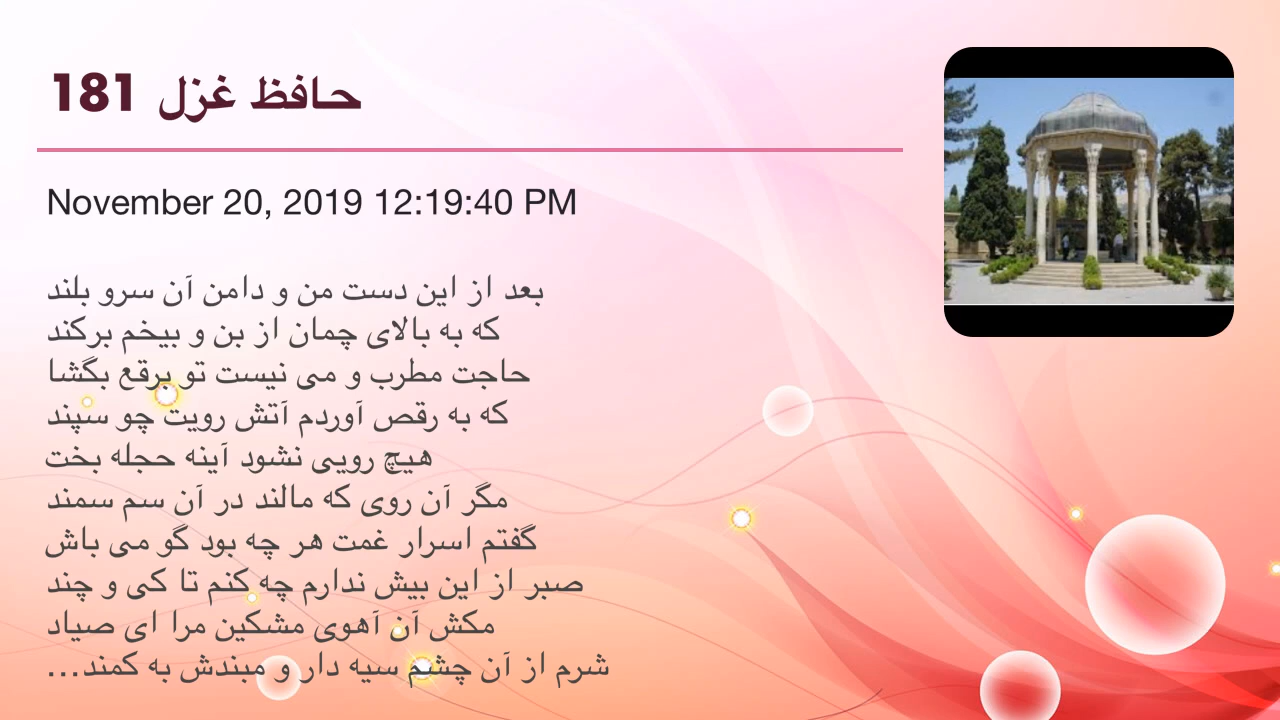 حافظ غزل 181
November 20, 2019 12:19:40 PM
بعد از این دست من و دامن آن سرو بلند
که به بالای چمان از بن و بیخم برکند
حاجت مطرب و می نیست تو برقع بگشا
که به رقص آوردم آتش رویت چو سپند
هیچ رویی نشود آینه حجله بخت
مگر آن روی که مالند در آن سم سمند
گفتم اسرار غمت هر چه بود گو می باش
صبر از این بیش ندارم چه کنم تا کی و چند
مکش آن آهوی مشکین مرا ای صیاد
شرم از آن چشم سیه دار و مبندش به کمند...